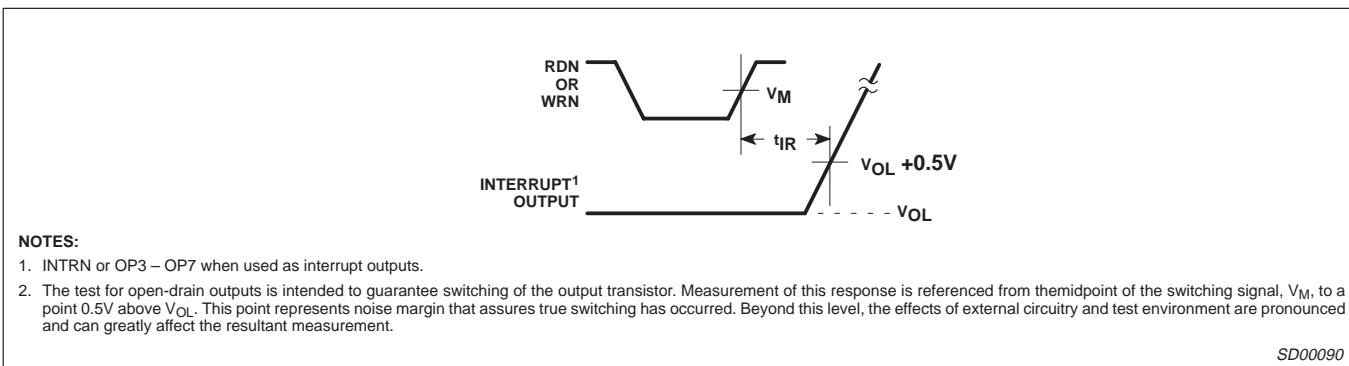 RDN
OR
WRN
VM
tIR
VOL +0.5V
INTERRUPT1
OUTPUT
VOL
NOTES:
1. INTRN or OP3 – OP7 when used as interrupt outputs.
2. The test for open-drain outputs is intended to guarantee switching of the output transistor. Measurement of this response is referenced from themidpoint of the switching signal, VM, to a
point 0.5V above VOL. This point represents noise margin that assures true switching has occurred. Beyond this level, the effects of external circuitry and test environment are pronounced
and can greatly affect the resultant measurement.
SD00090